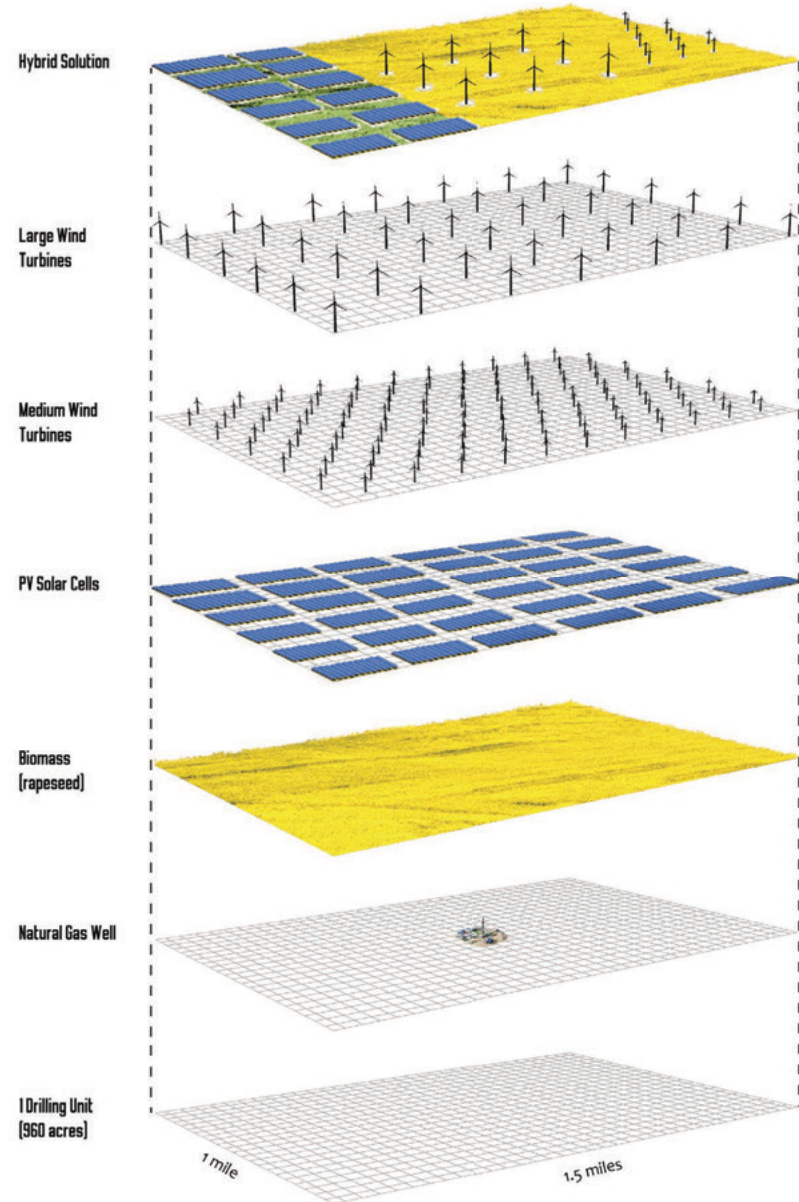 Hybrid Solution
Large Wind
Turbines
Medium Wind
Turbines
PV Solar Cells
Biomass
(rapeseed)
Natural Gas Well
1 Drilling Unit
(960 acres)
1 mile
1.5 miles